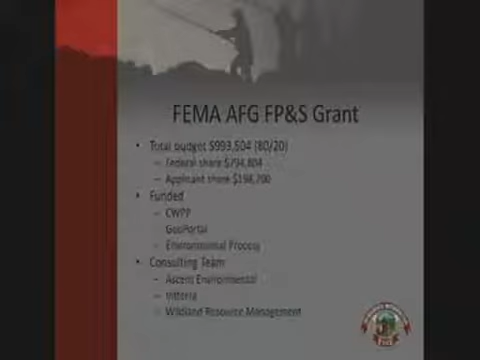 FEMA AFG FP&S Grant
• Total budget $993,504 (80/20)
– Federal share $794,804
– Applicant share $198,700
• Funded
– CWPP
GeoPortal
– Environmental Process
• Consulting Team
– Ascent Environmental
– Vitteria
– Wildland Resource Management